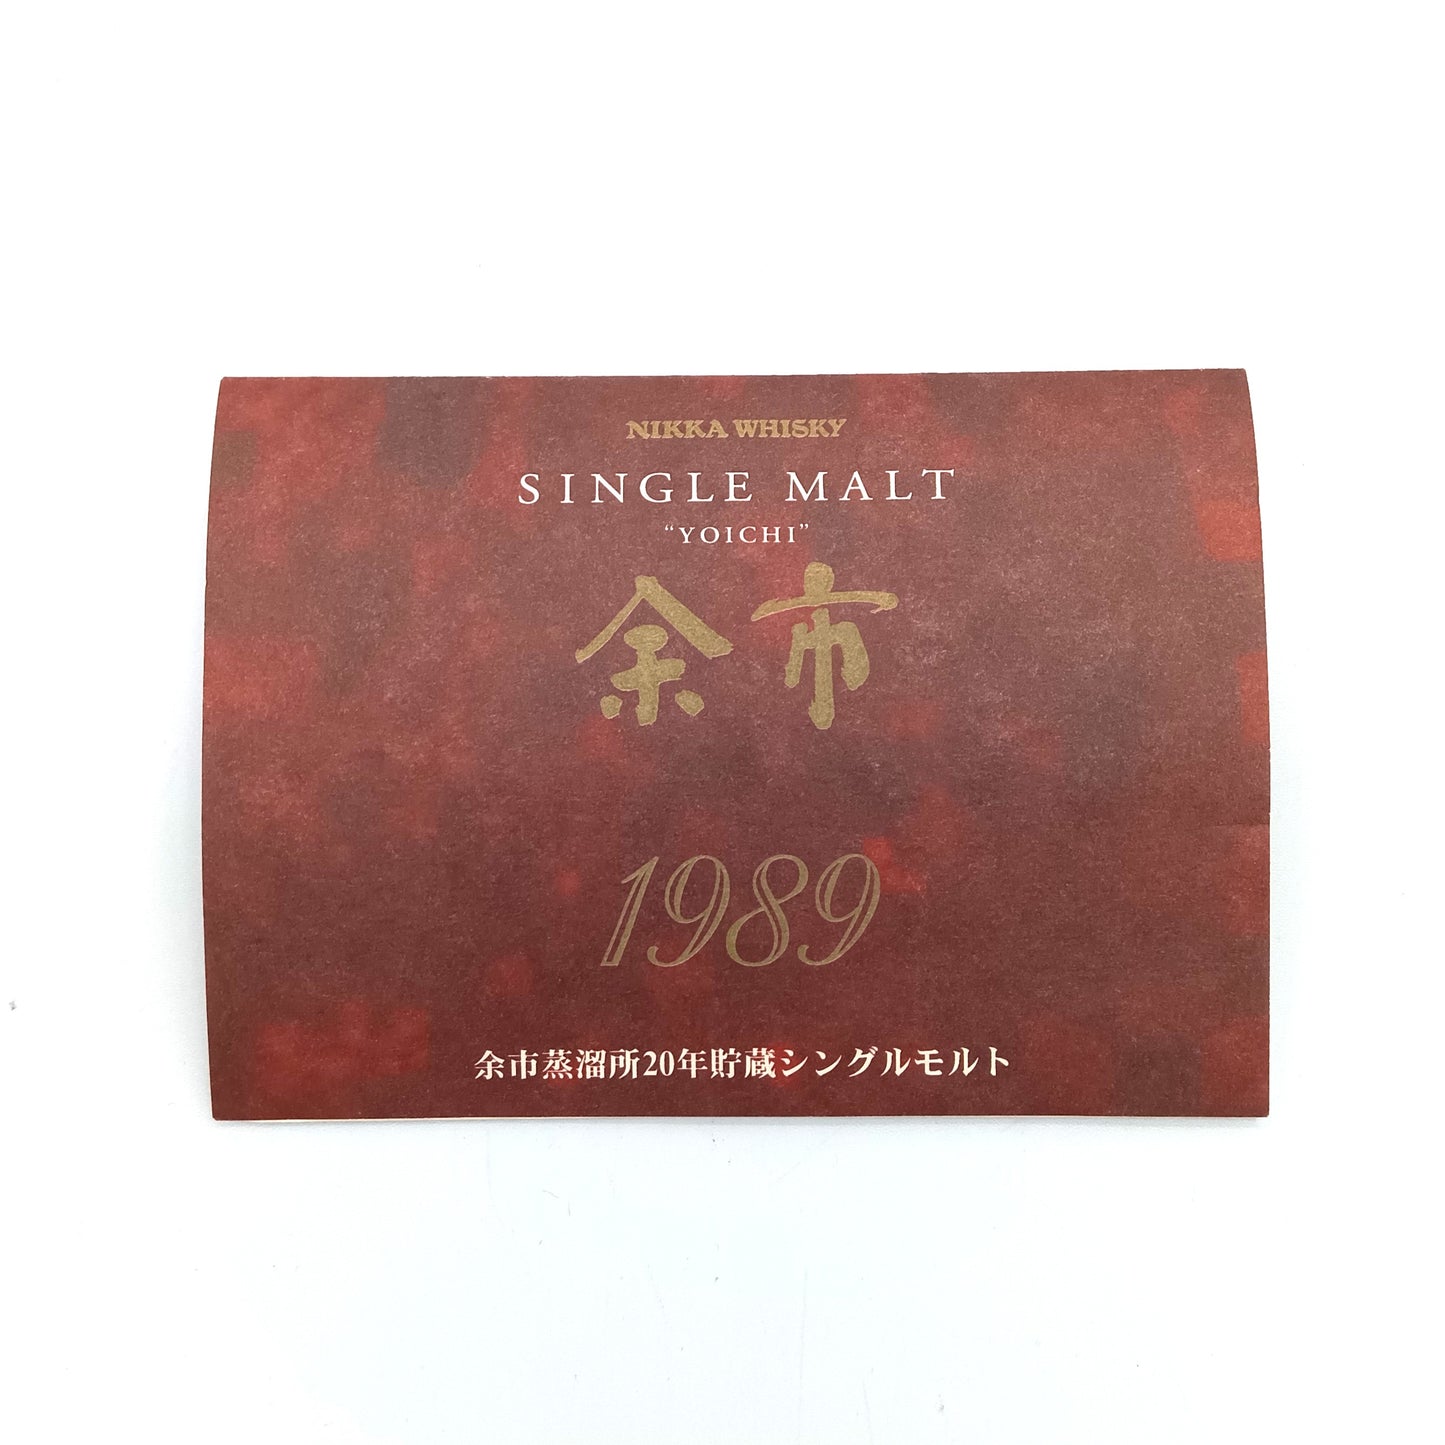 NIKKA WHISKY
SINGLE MALT
“YOICHI”
余市
1989
余市蒸溜所20年貯蔵シングルモルト